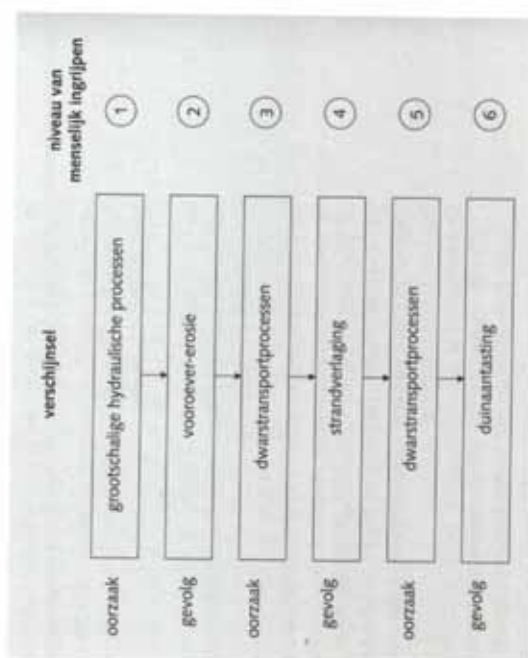 verschijnsel
niveau van
menselijk ingrijpen
oorzaak grootschalige hydraulische processen 1
gevolg vooroever-erosie 2
oorzaak dwarstransportprocessen 3
gevolg strandverlaging 4
oorzaak dwarstransportprocessen 5
gevolg duinaantasting 6